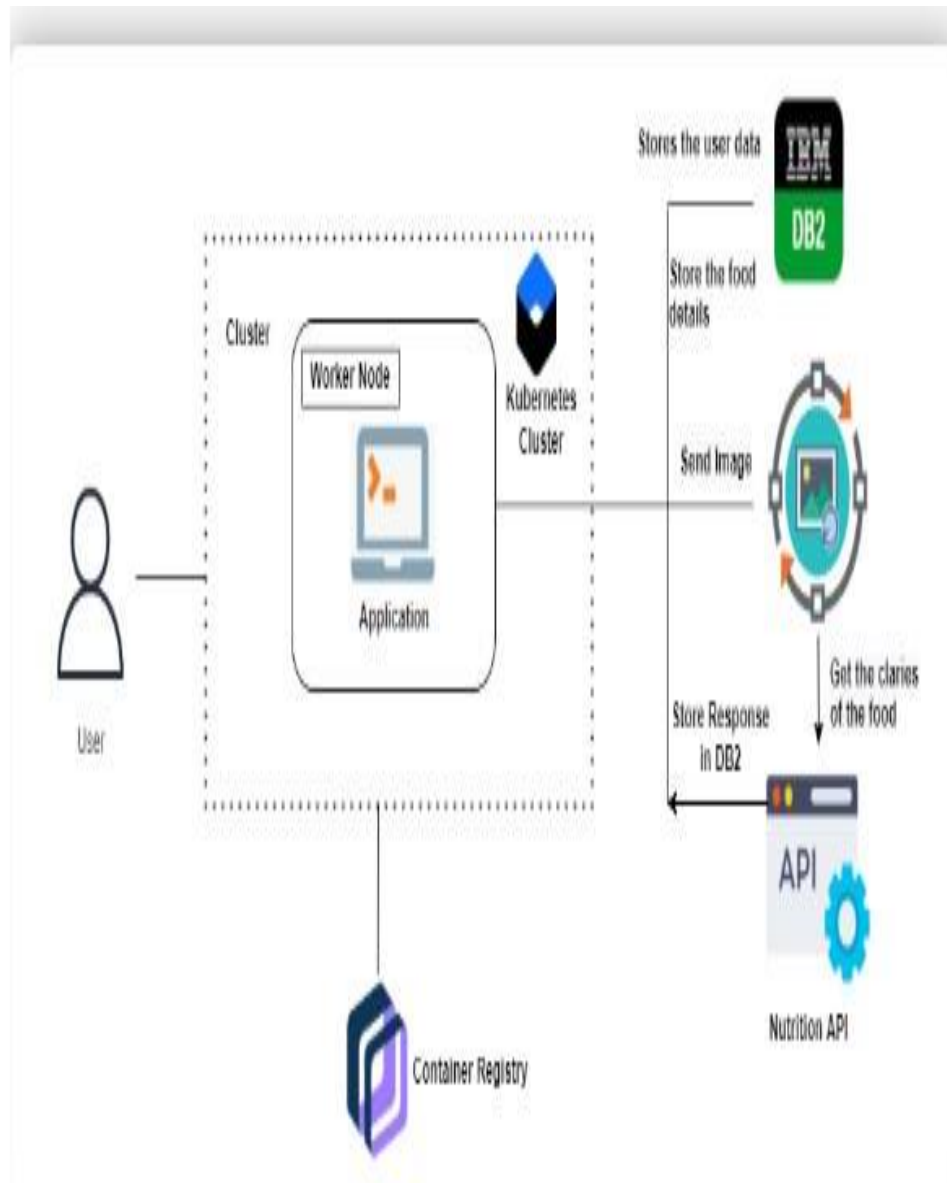 Stores the user data
IBM
DB2
Store the food
details
Cluster
Worker Node
Kubernetes
Cluster
Send Image
Application
User
Get the claries
of the food
Store Response
in DB2
API
Nutrition API
Container Registry